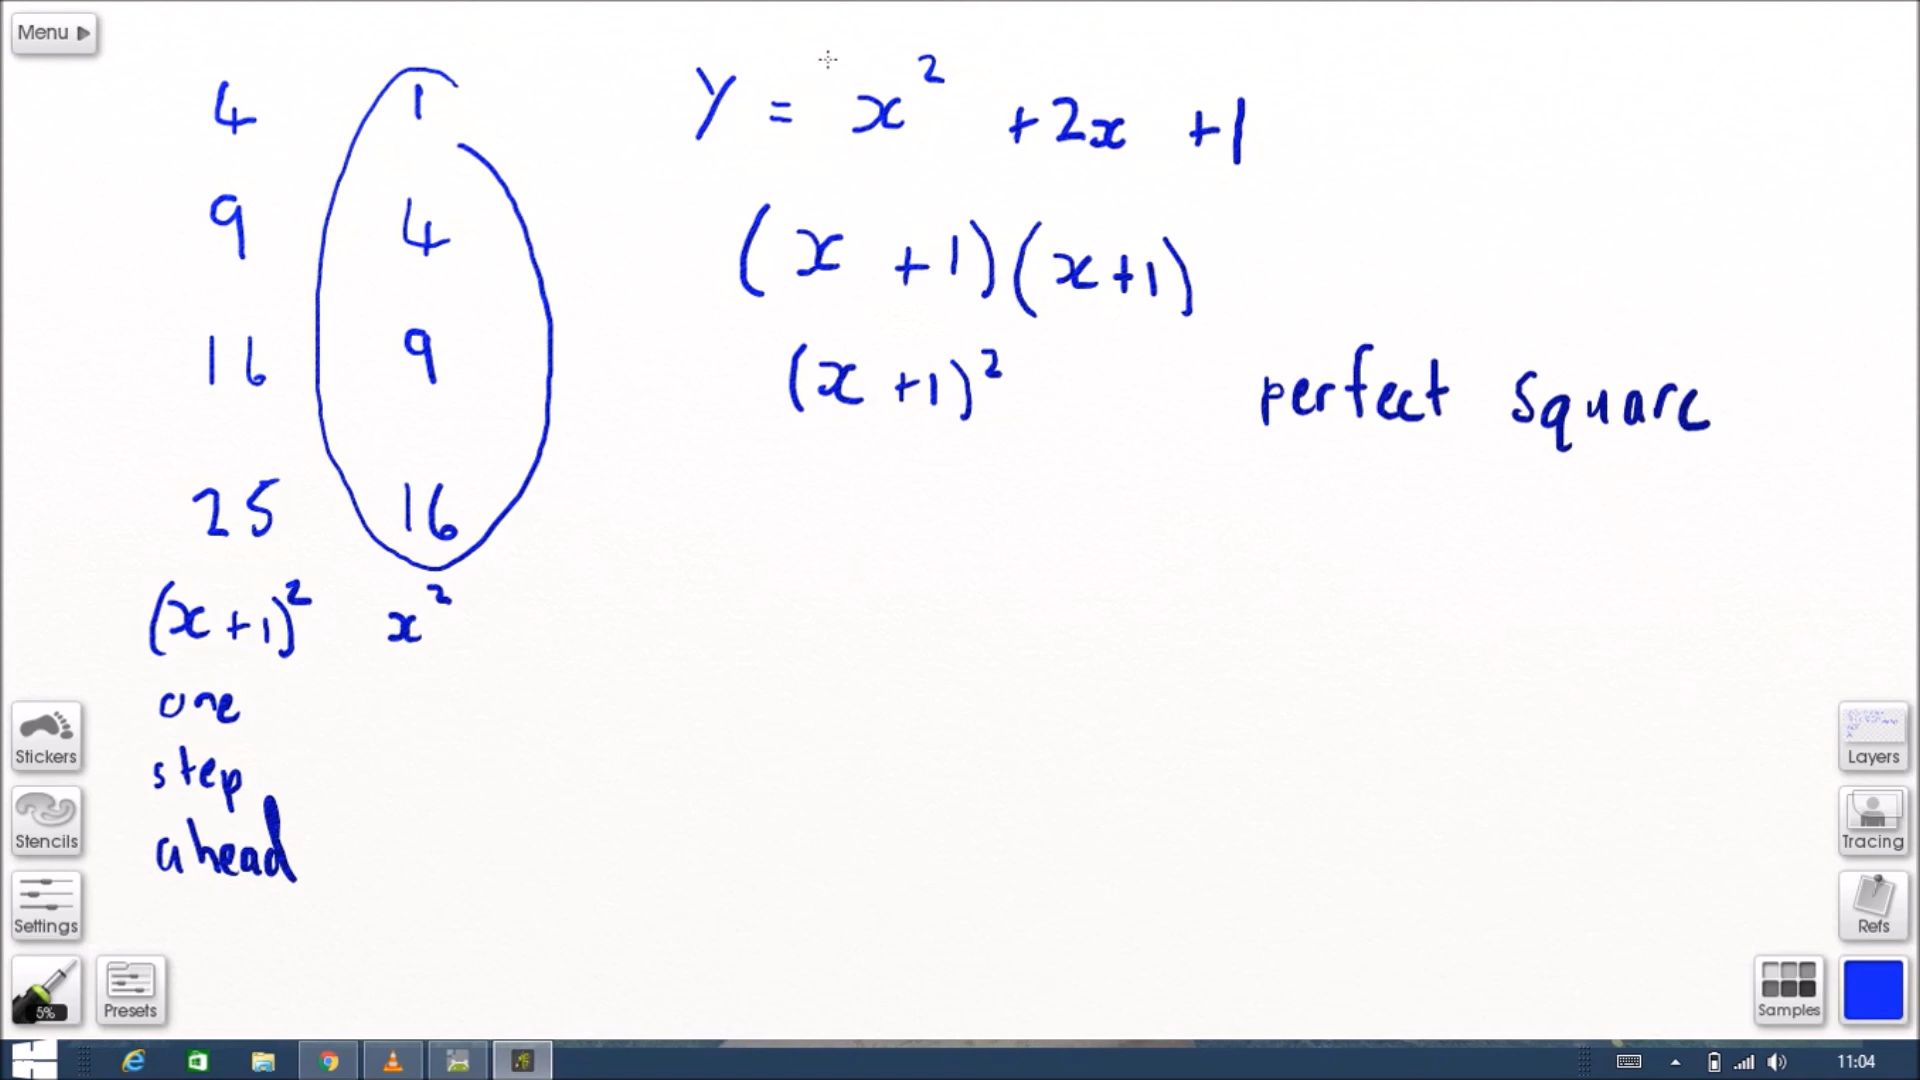 Menu
4 1
9 4
16 9
25 16
(x+1)² x²
one
step
ahead
y = x² +2x +1
(x +1)(x+1)
(x +1)²
perfect square
Stickers
Stencils
Settings
5%
Presets
Layers
Tracing
Refs
Samples
11:04